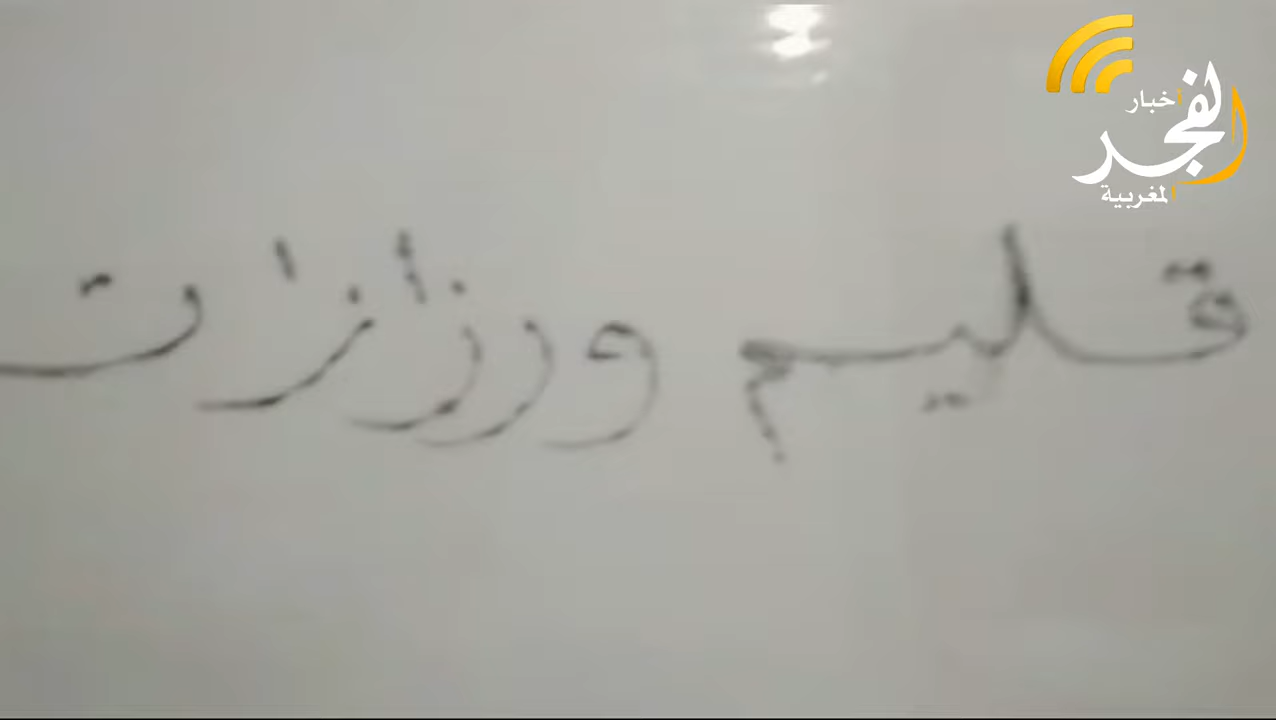 أخبار
الفجر
المغربية
قليم ورزازات